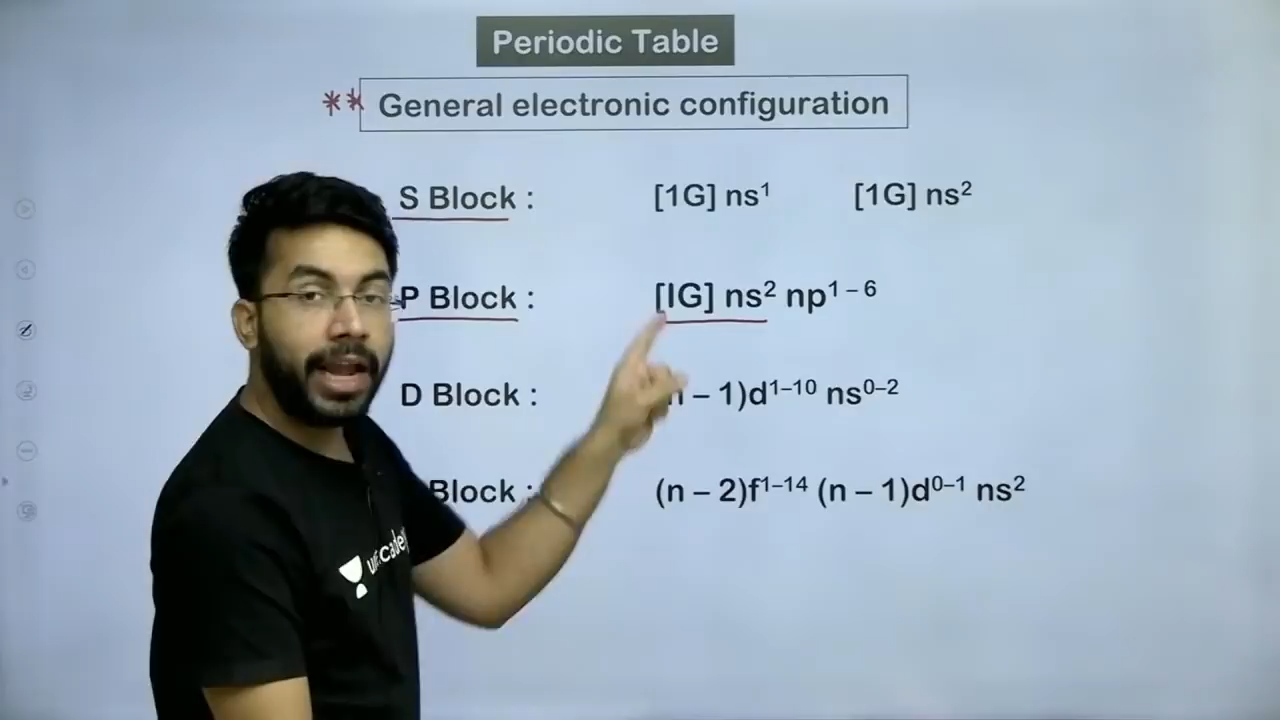 Periodic Table
** General electronic configuration
S Block : [1G] ns¹ [1G] ns²
P Block : [IG] ns² np¹⁻⁶
D Block : – 1)d¹⁻¹⁰ ns⁰⁻²
Block : (n – 2)f¹⁻¹⁴ (n – 1)d⁰⁻¹ ns²